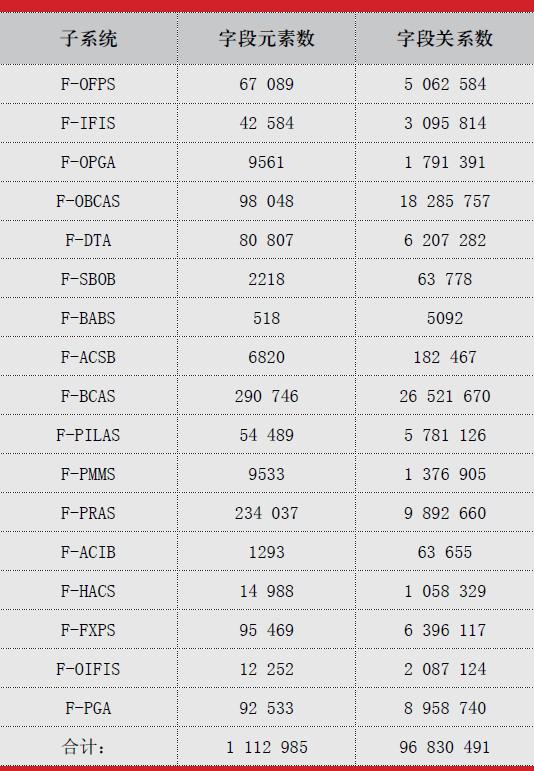 子系统 字段元素数 字段关系数
F-OFPS 67 089 5 062 584
F-IFIS 42 584 3 095 814
F-OPGA 9561 1 791 391
F-OBCAS 98 048 18 285 757
F-DTA 80 807 6 207 282
F-SBOB 2218 63 778
F-BABS 518 5092
F-ACSB 6820 182 467
F-BCAS 290 746 26 521 670
F-PILAS 54 489 5 781 126
F-PMMS 9533 1 376 905
F-PRAS 234 037 9 892 660
F-ACIB 1293 63 655
F-HACS 14 988 1 058 329
F-FXPS 95 469 6 396 117
F-OIFIS 12 252 2 087 124
F-PGA 92 533 8 958 740
合计: 1 112 985 96 830 491